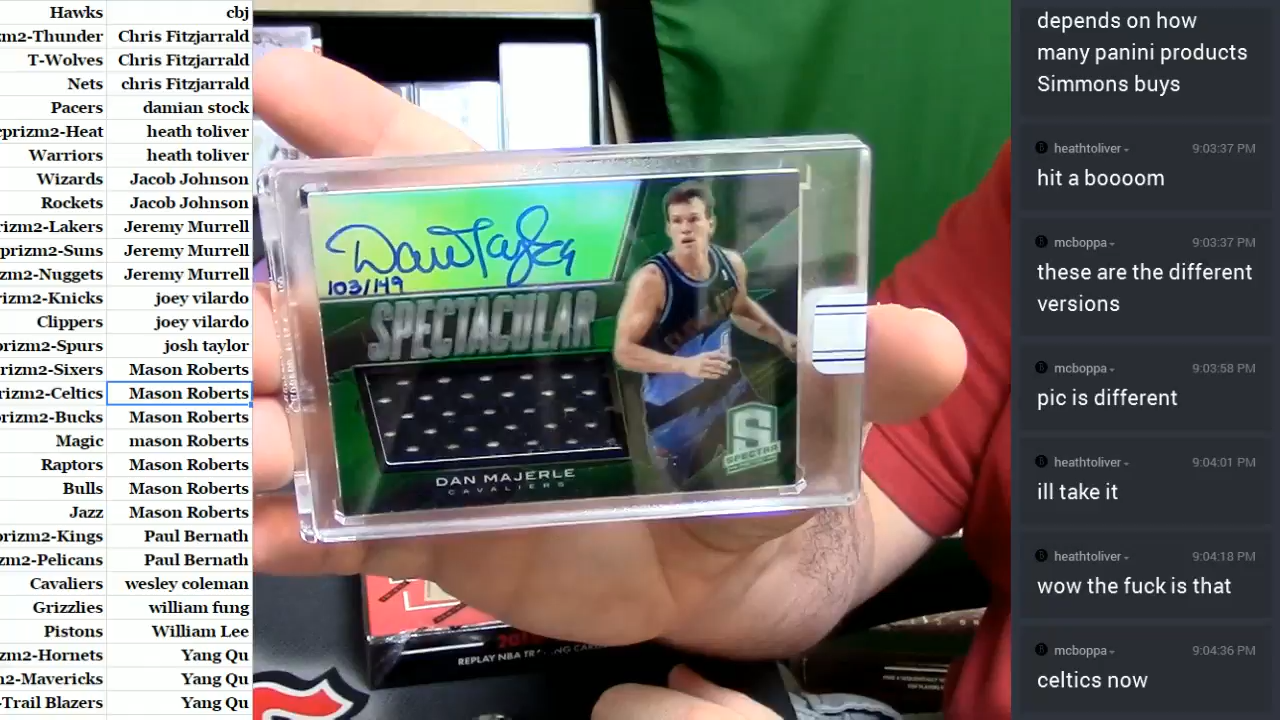 Hawks cbj
zm2-Thunder Chris Fitzjarrald
T-Wolves Chris Fitzjarrald
Nets chris Fitzjarrald
Pacers damian stock
prizm2-Heat heath toliver
Warriors heath toliver
Wizards Jacob Johnson
Rockets Jacob Johnson
prizm2-Lakers Jeremy Murrell
prizm2-Suns Jeremy Murrell
zm2-Nuggets Jeremy Murrell
rizm2-Knicks joey vilardo
Clippers joey vilardo
prizm2-Spurs josh taylor
rizm2-Sixers Mason Roberts
rizm2-Celtics Mason Roberts
rizm2-Bucks Mason Roberts
Magic mason Roberts
Raptors Mason Roberts
Bulls Mason Roberts
Jazz Mason Roberts
prizm2-Kings Paul Bernath
zm2-Pelicans Paul Bernath
Cavaliers wesley coleman
Grizzlies william fung
Pistons William Lee
zm2-Hornets Yang Qu
m2-Mavericks Yang Qu
-Trail Blazers Yang Qu
103/149
SPECTACULAR
DAN MAJERLE
CAVALIERS
S
SPECTRA
REPLAY NBA
depends on how
many panini products
Simmons buys
heathtoliver 9:03:37 PM
hit a boooom
mcboppa 9:03:37 PM
these are the different
versions
mcboppa 9:03:58 PM
pic is different
heathtoliver 9:04:01 PM
ill take it
heathtoliver 9:04:18 PM
wow the fuck is that
mcboppa 9:04:36 PM
celtics now